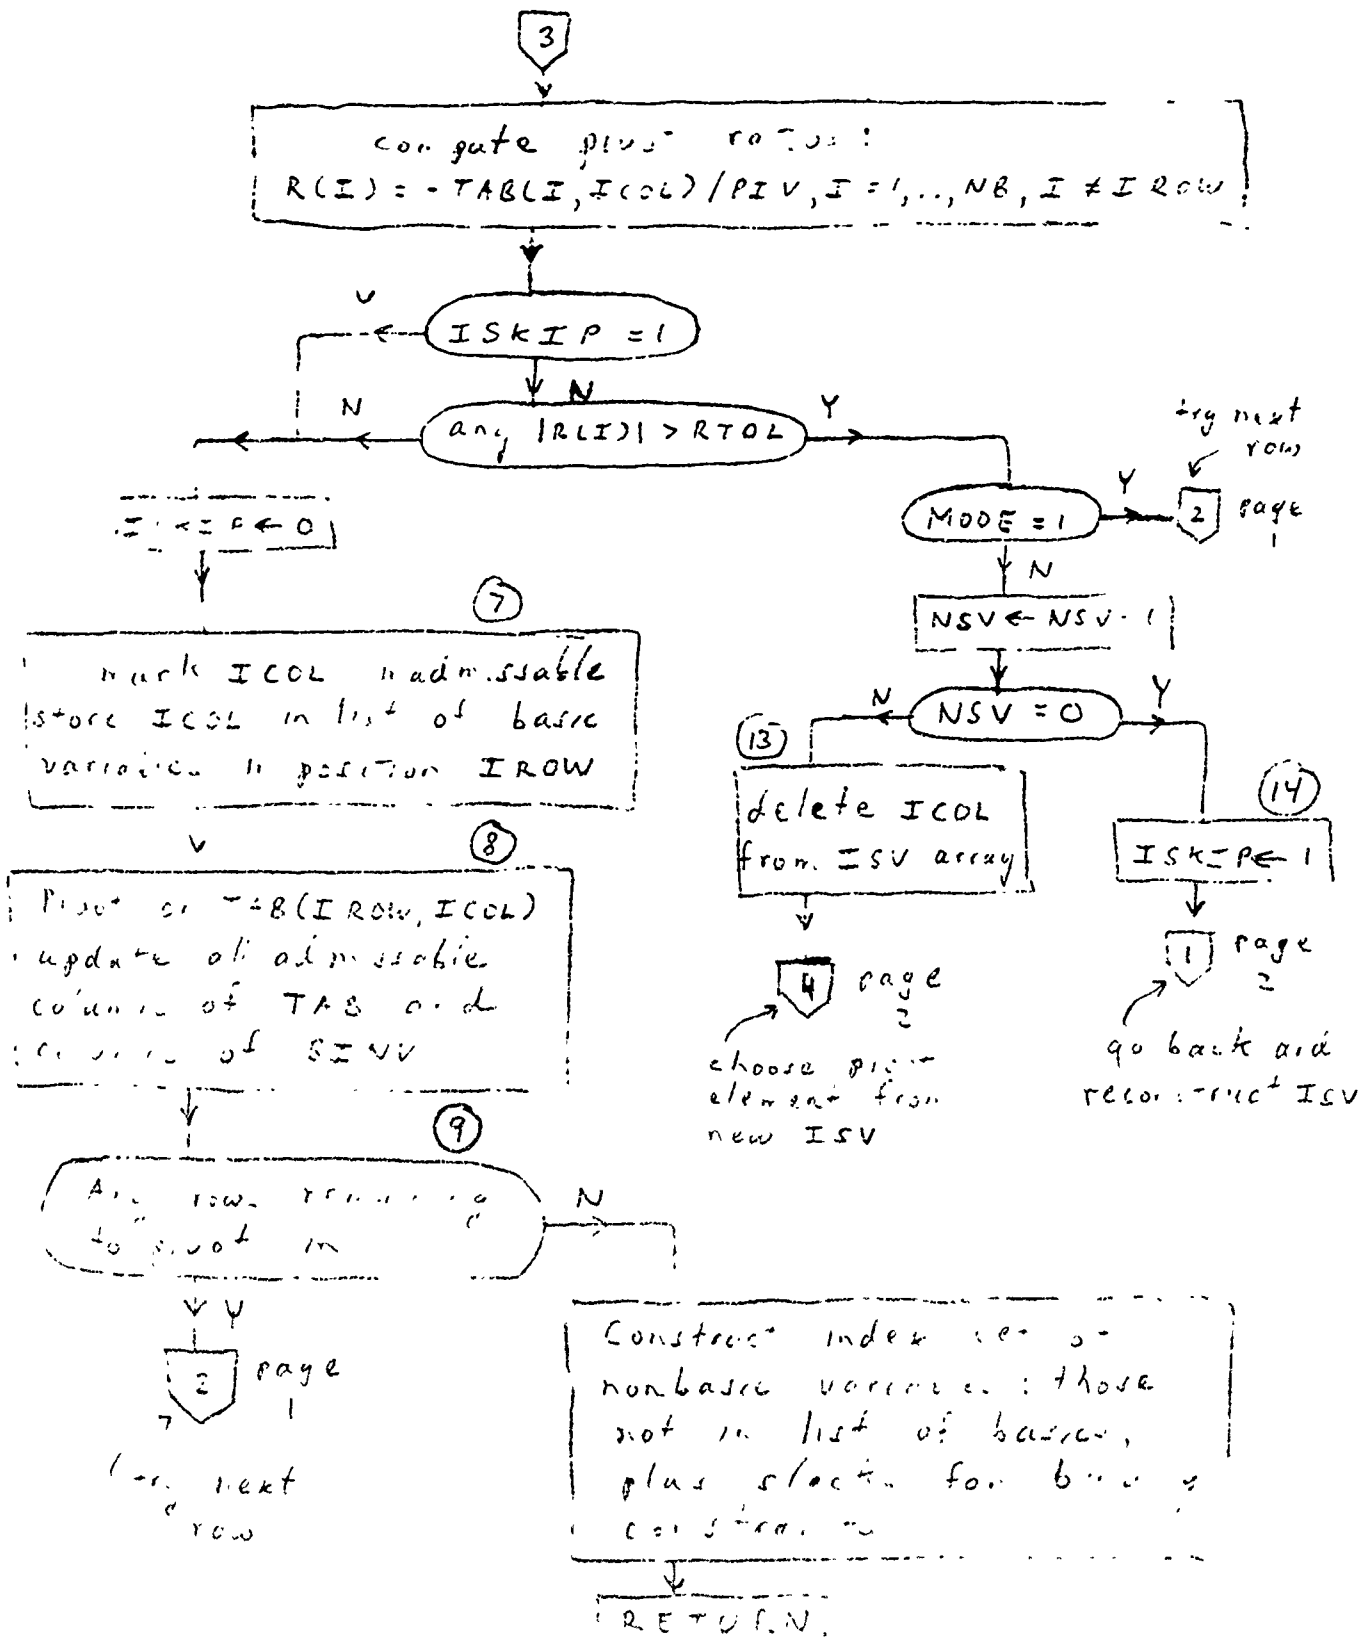 3
compute pivot ratios:
R(I) = - TAB(I, ICOL) / PIV, I = 1, .., NB, I ≠ IROW
ISKIP = 1
N
N
any |R(I)| > RTOL
Y
try next
row
ISKIP ← 0
MODE = 1
Y
2
page
1
N
NSV ← NSV - 1
7
mark ICOL inadmissable
store ICOL in list of basic
variables in position IROW
N
NSV = 0
Y
13
delete ICOL
from ISV array
14
ISKIP ← 1
8
Pivot on TAB(IROW, ICOL)
update all admissable
columns of TAB and
of BINV
4
page
2
choose pivot
element from
new ISV
1
page
2
go back and
reconstruct ISV
9
Any rows remaining
to pivot in
N
Y
2
page
1
try next
row
Construct index set of
nonbasic variables : those
not in list of basics,
plus slacks for
constraints
RETURN